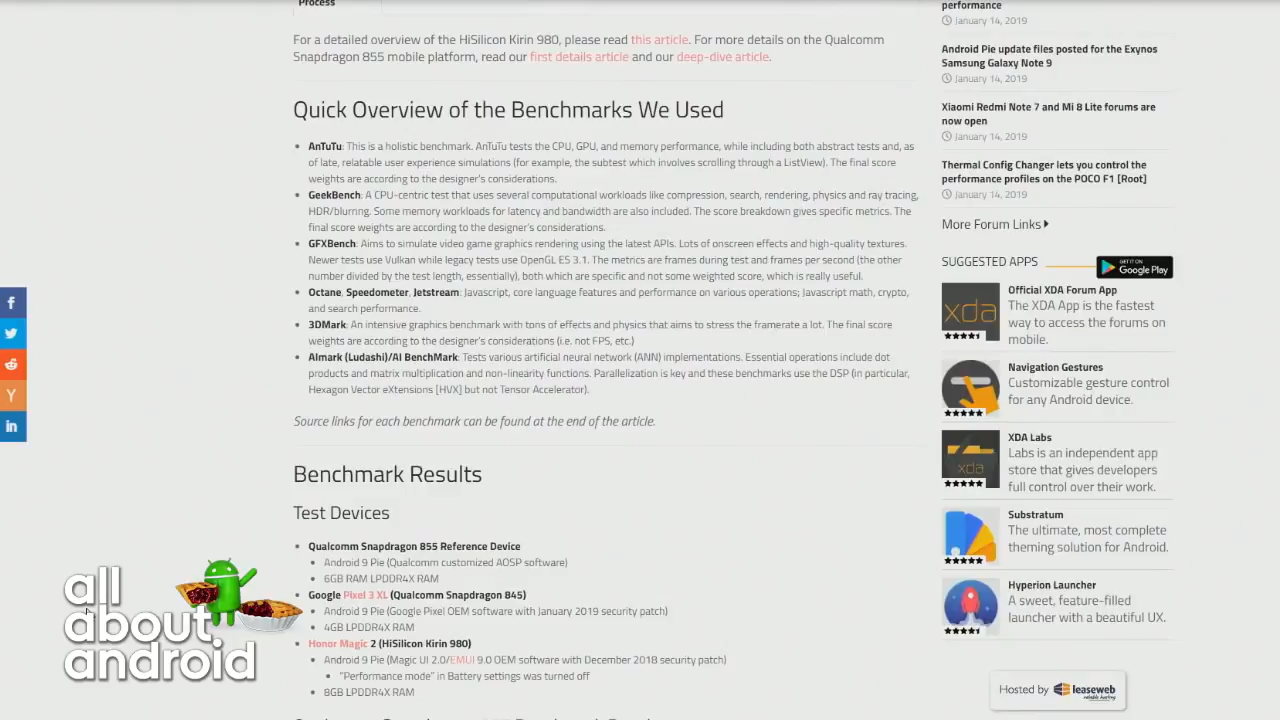 Process
For a detailed overview of the HiSilicon Kirin 980, please read this article. For more details on the Qualcomm
Snapdragon 855 mobile platform, read our first details article and our deep-dive article.
Quick Overview of the Benchmarks We Used
AnTuTu: This is a holistic benchmark. AnTuTu tests the CPU, GPU, and memory performance, while including both abstract tests and, as
of late, relatable user experience simulations (for example, the subtest which involves scrolling through a ListView). The final score
weights are according to the designer's considerations.
GeekBench: A CPU-centric test that uses several computational workloads like compression, search, rendering, physics and ray tracing,
HDR/blurring. Some memory workloads for latency and bandwidth are also included. The score breakdown gives specific metrics. The
final score weights are according to the designer's considerations.
GFXBench: Aims to simulate video game graphics rendering using the latest APIs. Lots of onscreen effects and high-quality textures.
Newer tests use Vulkan while legacy tests use OpenGL ES 3.1. The metrics are frames during test and frames per second (the other
number divided by the test length, essentially), both which are specific and not some weighted score, which is really useful.
Octane, Speedometer, Jetstream: Javascript, core language features and performance on various operations; Javascript math, crypto,
and search performance.
3DMark: An intensive graphics benchmark with tons of effects and physics that aims to stress the framerate a lot. The final score
weights are according to the designer's considerations (i.e. not FPS, etc.)
AImark (Ludashi)/AI BenchMark: Tests various artificial neural network (ANN) implementations. Essential operations include dot
products and matrix multiplication and non-linearity functions. Parallelization is key and these benchmarks use the DSP (in particular,
Hexagon Vector eXtensions [HVX] but not Tensor Accelerator).
Source links for each benchmark can be found at the end of the article.
Benchmark Results
Test Devices
Qualcomm Snapdragon 855 Reference Device
Android 9 Pie (Qualcomm customized AOSP software)
6GB RAM LPDDR4X RAM
Google Pixel 3 XL (Qualcomm Snapdragon 845)
Android 9 Pie (Google Pixel OEM software with January 2019 security patch)
4GB LPDDR4X RAM
Honor Magic 2 (HiSilicon Kirin 980)
Android 9 Pie (Magic UI 2.0/EMUI 9.0 OEM software with December 2018 security patch)
"Performance mode" in Battery settings was turned off
8GB LPDDR4X RAM
performance
January 14, 2019
Android Pie update files posted for the Exynos
Samsung Galaxy Note 9
January 14, 2019
Xiaomi Redmi Note 7 and Mi 8 Lite forums are
now open
January 14, 2019
Thermal Config Changer lets you control the
performance profiles on the POCO F1 [Root]
January 14, 2019
More Forum Links
SUGGESTED APPS
GET IT ON
Google Play
xda
Official XDA Forum App
The XDA App is the fastest
way to access the forums on
mobile.
Navigation Gestures
Customizable gesture control
for any Android device.
xda
XDA Labs
Labs is an independent app
store that gives developers
full control over their work.
Substratum
The ultimate, most complete
theming solution for Android.
Hyperion Launcher
A sweet, feature-filled
launcher with a beautiful UX.
Hosted by leaseweb
all
about
android